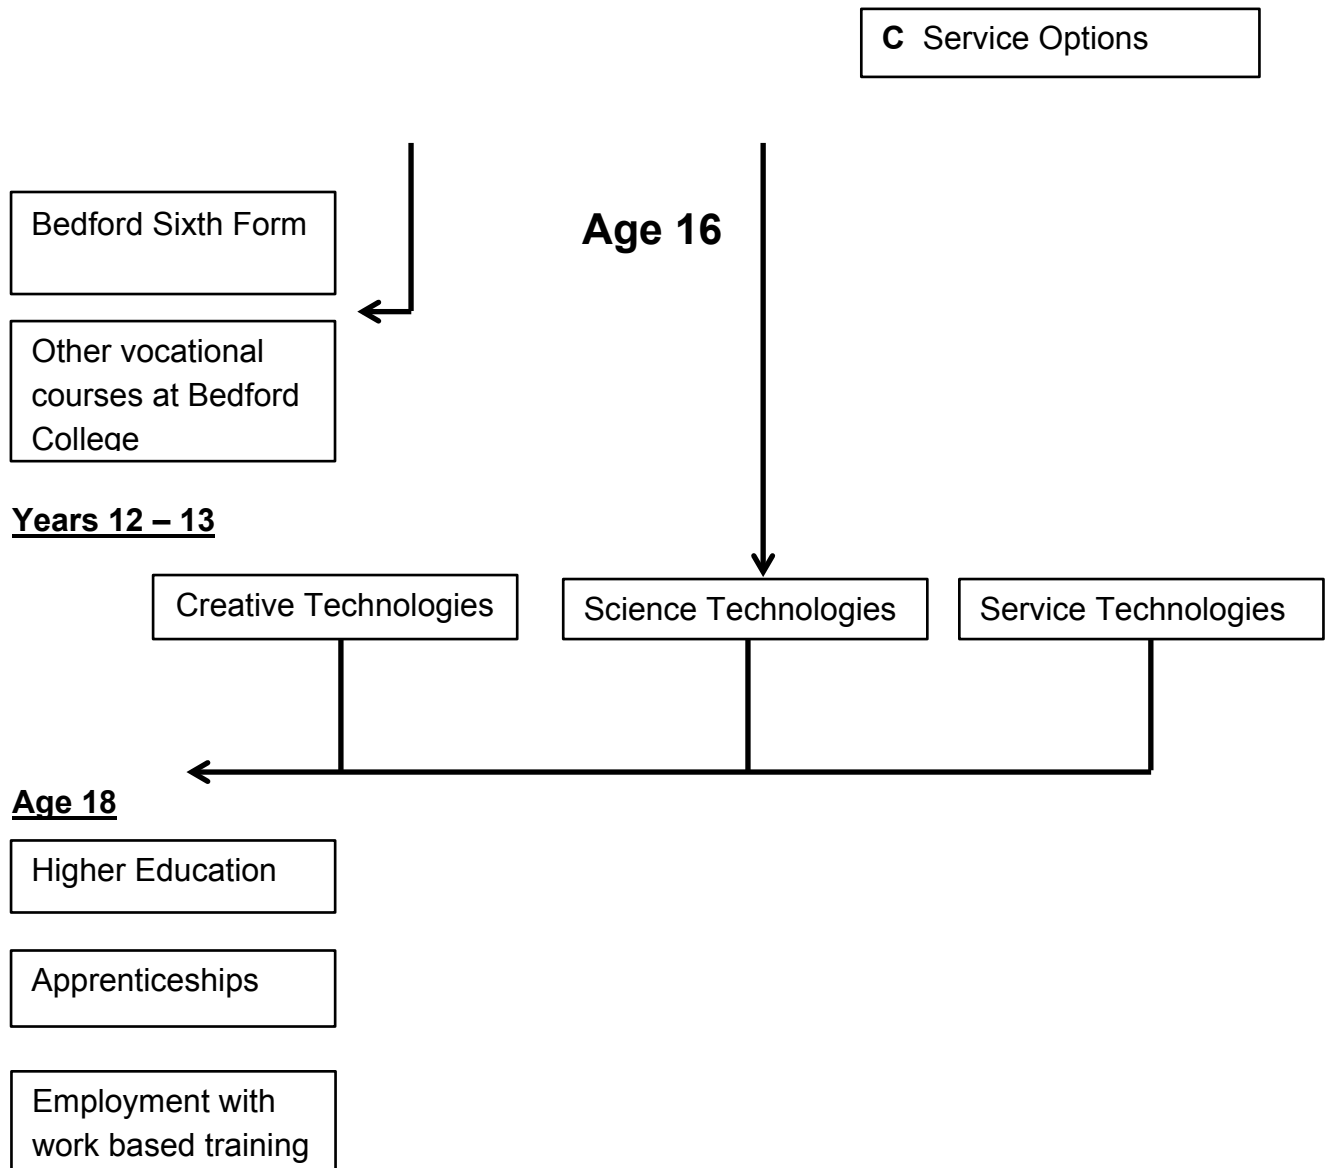 C Service Options
Bedford Sixth Form
Age 16
Other vocational
courses at Bedford
College
Years 12 – 13
Creative Technologies
Science Technologies
Service Technologies
Age 18
Higher Education
Apprenticeships
Employment with
work based training